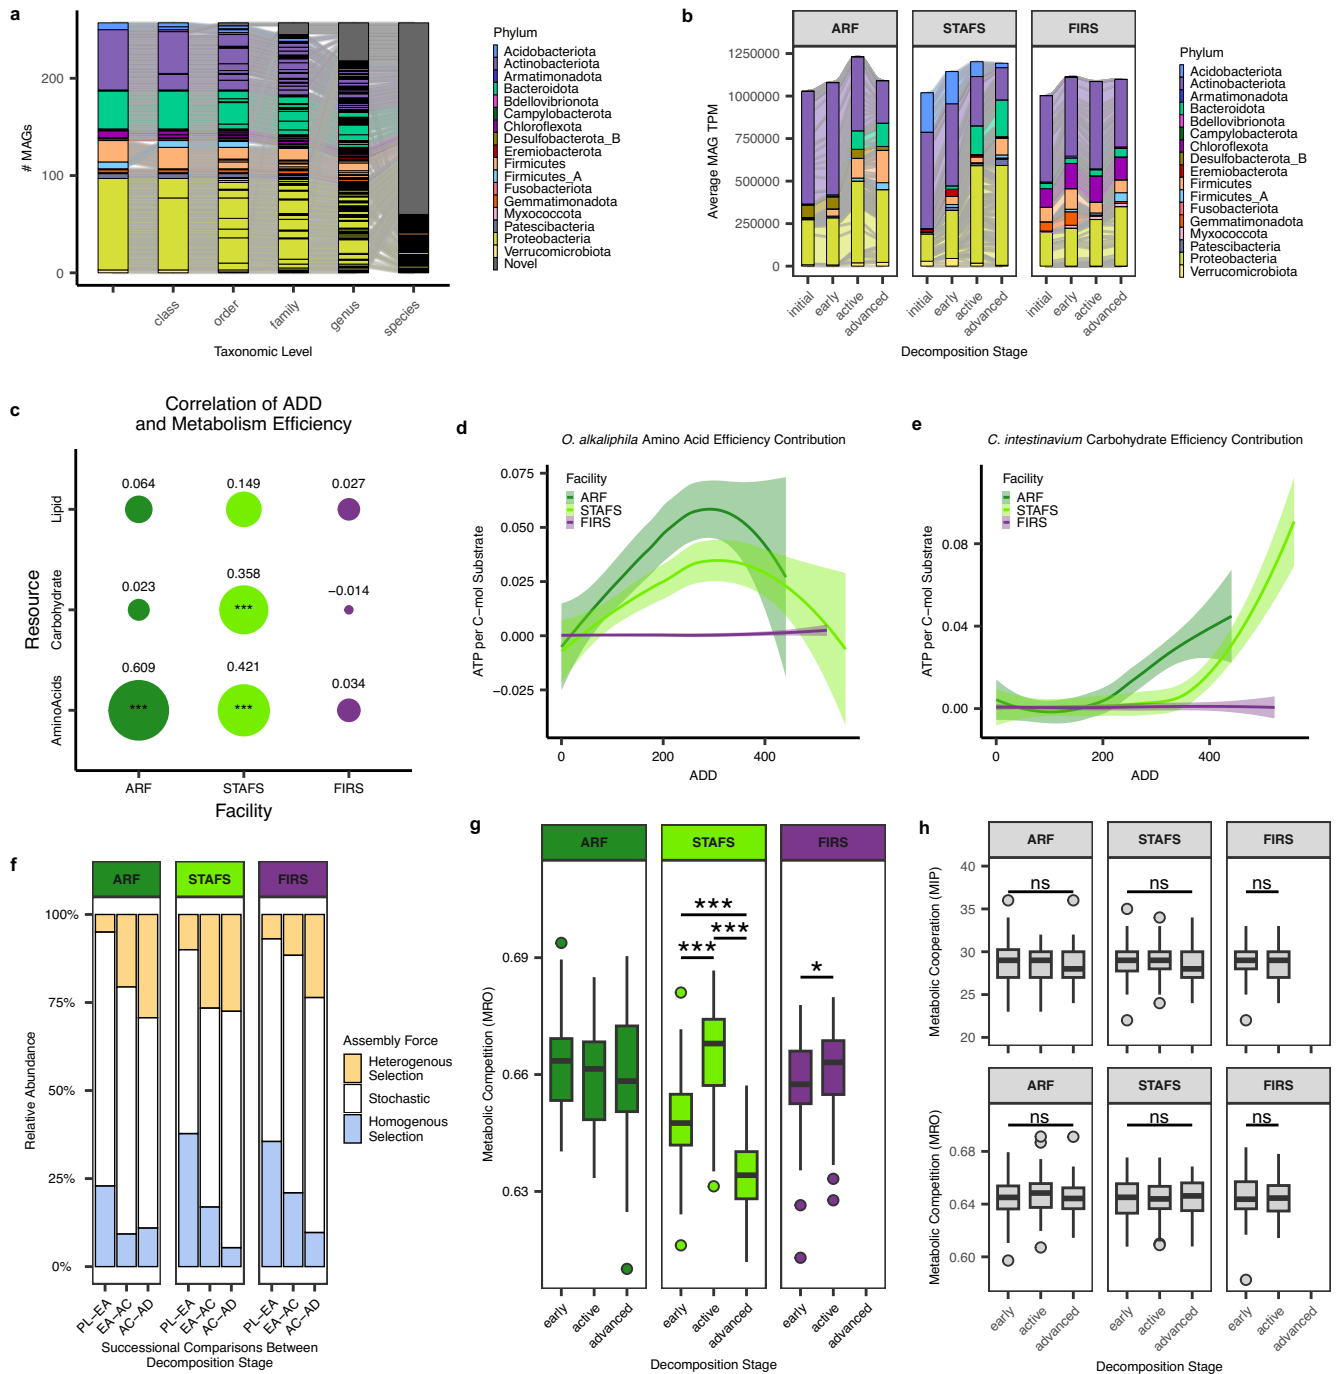 a
# MAGs
200
100
0
class
order
family
genus
species
Taxonomic Level
Phylum
Acidobacteriota
Actinobacteriota
Armatimonadota
Bacteroidota
Bdellovibrionota
Campylobacterota
Chloroflexota
Desulfobacterota_B
Eremiobacterota
Firmicutes
Firmicutes_A
Fusobacteriota
Gemmatimonadota
Myxococcota
Patescibacteria
Proteobacteria
Verrucomicrobiota
Novel
b
ARF
STAFS
FIRS
Average MAG TPM
1250000
1000000
750000
500000
250000
0
initial
early
active
advanced
initial
early
active
advanced
initial
early
active
advanced
Decomposition Stage
Phylum
Acidobacteriota
Actinobacteriota
Armatimonadota
Bacteroidota
Bdellovibrionota
Campylobacterota
Chloroflexota
Desulfobacterota_B
Eremiobacterota
Firmicutes
Firmicutes_A
Fusobacteriota
Gemmatimonadota
Myxococcota
Patescibacteria
Proteobacteria
Verrucomicrobiota
c
Correlation of ADD
and Metabolism Efficiency
Resource
Lipid
Carbohydrate
AminoAcids
0.064
0.149
0.027
0.023
0.358
−0.014
***
0.609
0.421
0.034
***
***
ARF
STAFS
FIRS
Facility
d
O. alkaliphila Amino Acid Efficiency Contribution
ATP per C−mol Substrate
0.075
0.050
0.025
0.000
−0.025
Facility
ARF
STAFS
FIRS
0
200
400
ADD
e
C. intestinavium Carbohydrate Efficiency Contribution
ATP per C−mol Substrate
0.08
0.04
0.00
Facility
ARF
STAFS
FIRS
0
200
400
ADD
f
ARF
STAFS
FIRS
Relative Abundance
100%
75%
50%
25%
0%
PL−EA
EA−AC
AC−AD
PL−EA
EA−AC
AC−AD
PL−EA
EA−AC
AC−AD
Successional Comparisons Between
Decomposition Stage
Assembly Force
Heterogenous
Selection
Stochastic
Homogenous
Selection
g
ARF
STAFS
FIRS
Metabolic Competition (MRO)
0.69
0.66
0.63
***
***
***
*
early
active
advanced
early
active
advanced
early
active
advanced
Decomposition Stage
h
ARF
STAFS
FIRS
Metabolic Cooperation (MIP)
40
35
30
25
20
ns
ns
ns
ARF
STAFS
FIRS
Metabolic Competition (MRO)
0.68
0.64
0.60
ns
ns
ns
early
active
advanced
early
active
advanced
early
active
advanced
Decomposition Stage